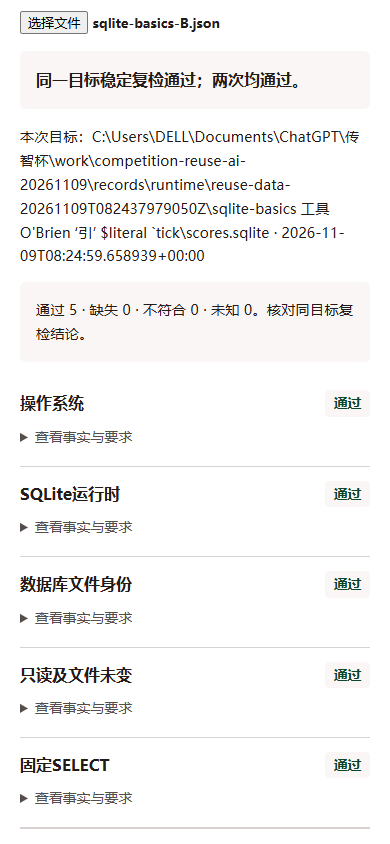 选择文件 sqlite-basics-B.json
同一目标稳定复检通过；两次均通过。
本次目标：C:\Users\DELL\Documents\ChatGPT\传
智杯\work\competition-reuse-ai-
20261109\records\runtime\reuse-data-
20261109T082437979050Z\sqlite-basics 工具
O'Brien ‘引’ $literal `tick\scores.sqlite · 2026-11-
09T08:24:59.658939+00:00
通过 5 · 缺失 0 · 不符合 0 · 未知 0。核对同目标复
检结论。
操作系统 通过
▶ 查看事实与要求
SQLite运行时 通过
▶ 查看事实与要求
数据库文件身份 通过
▶ 查看事实与要求
只读及文件未变 通过
▶ 查看事实与要求
固定SELECT 通过
▶ 查看事实与要求